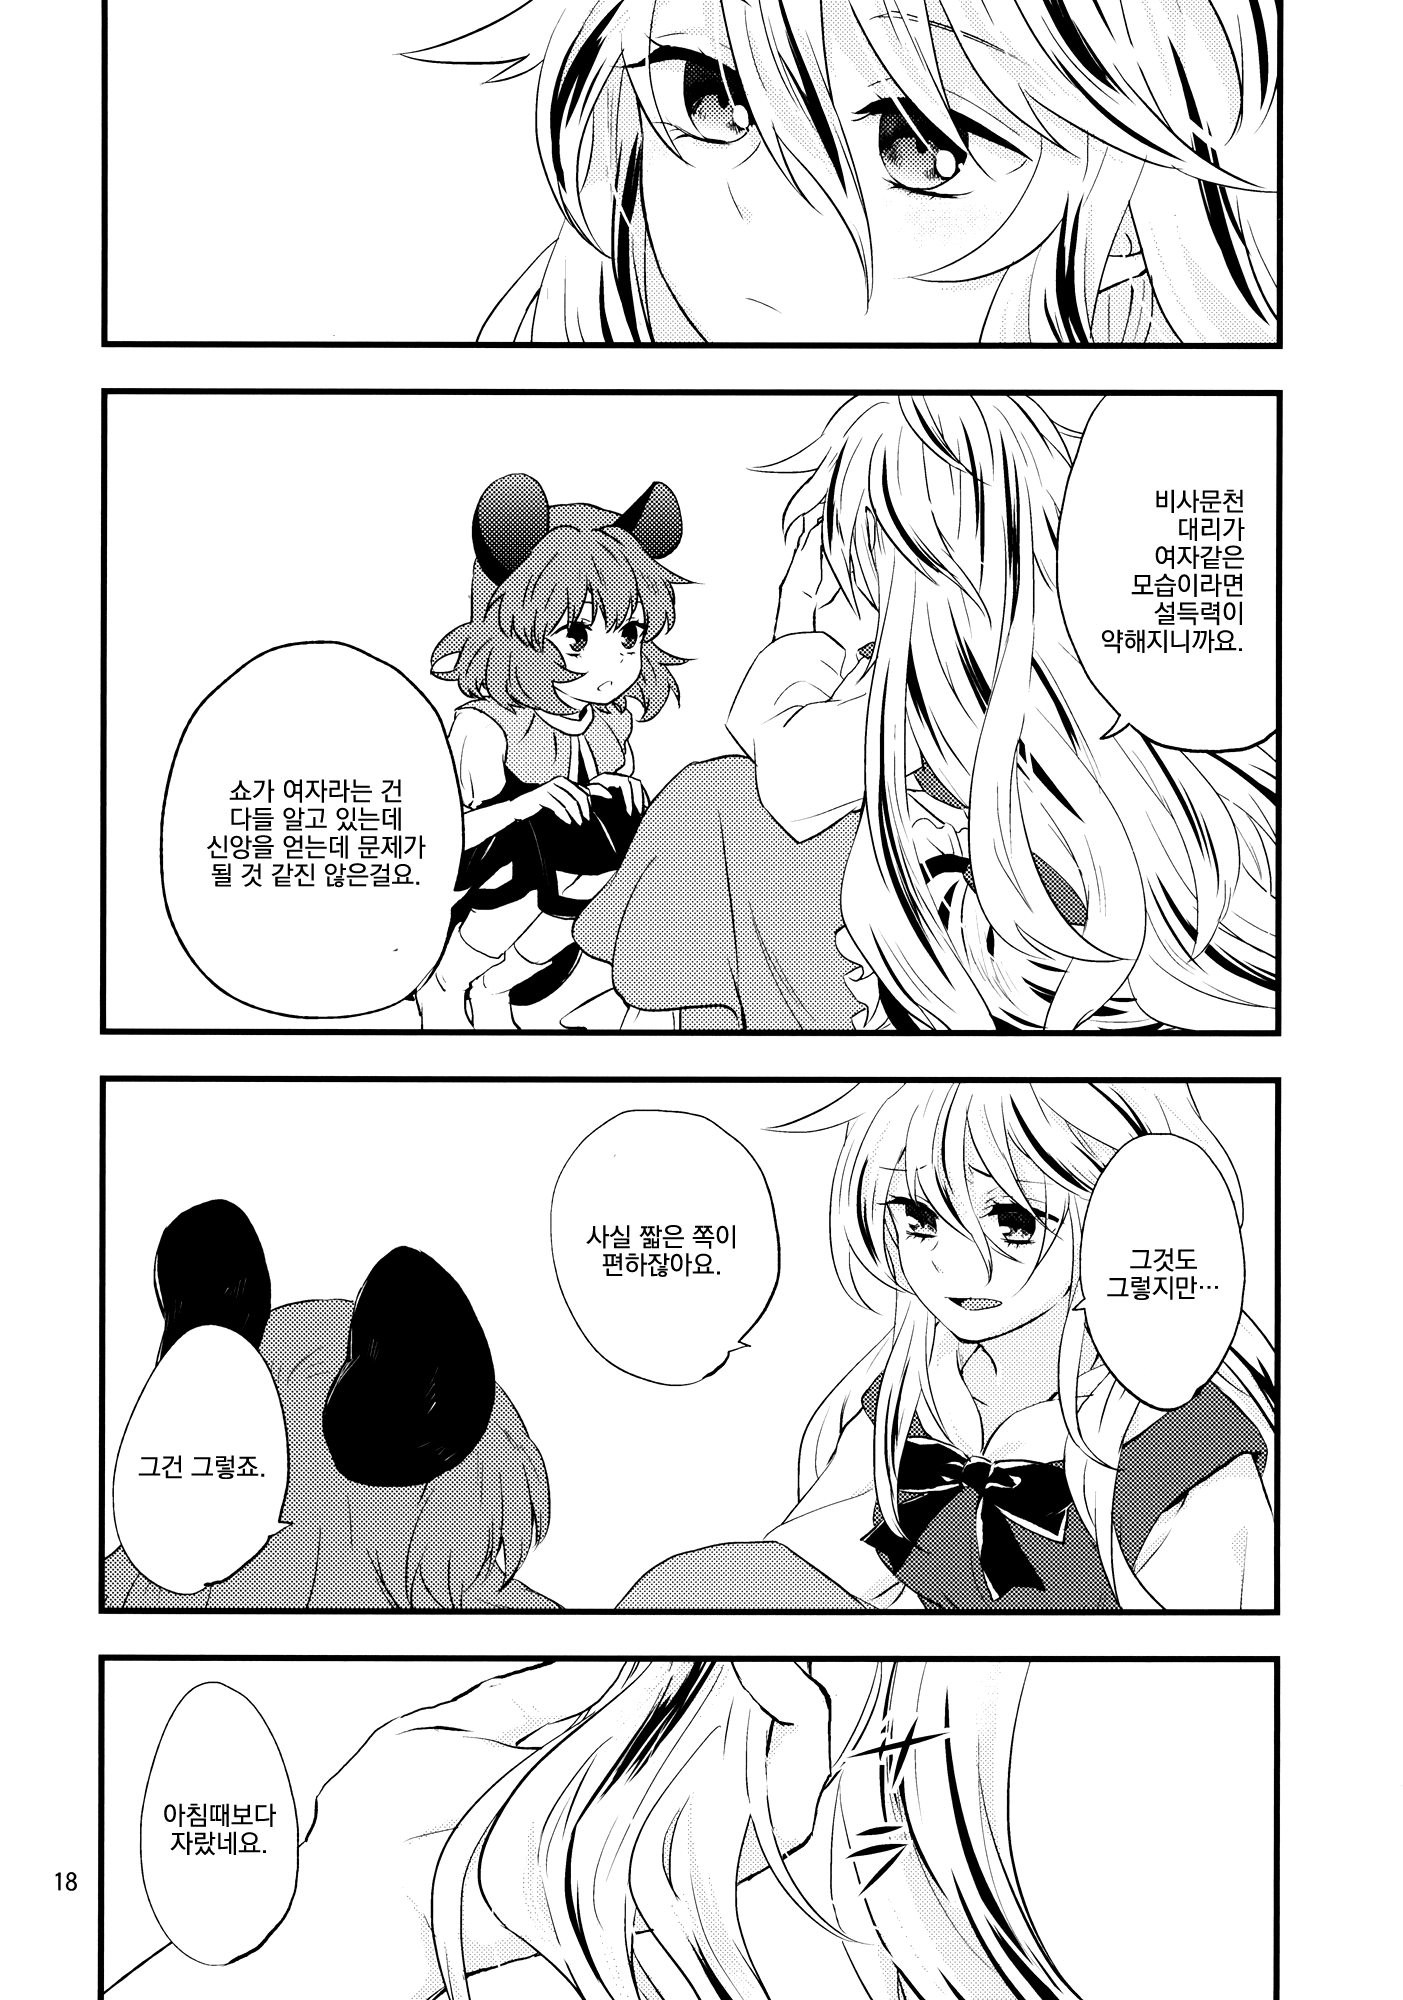 비사문천
대리가
여자같은
모습이라면
설득력이
약해지니까요.
쇼가 여자라는 건
다들 알고 있는데
신앙을 얻는데 문제가
될 것 같진 않은걸요.
그것도
그렇지만…
사실 짧은 쪽이
편하잖아요.
그건 그렇죠.
아침때보다
자랐네요.
18